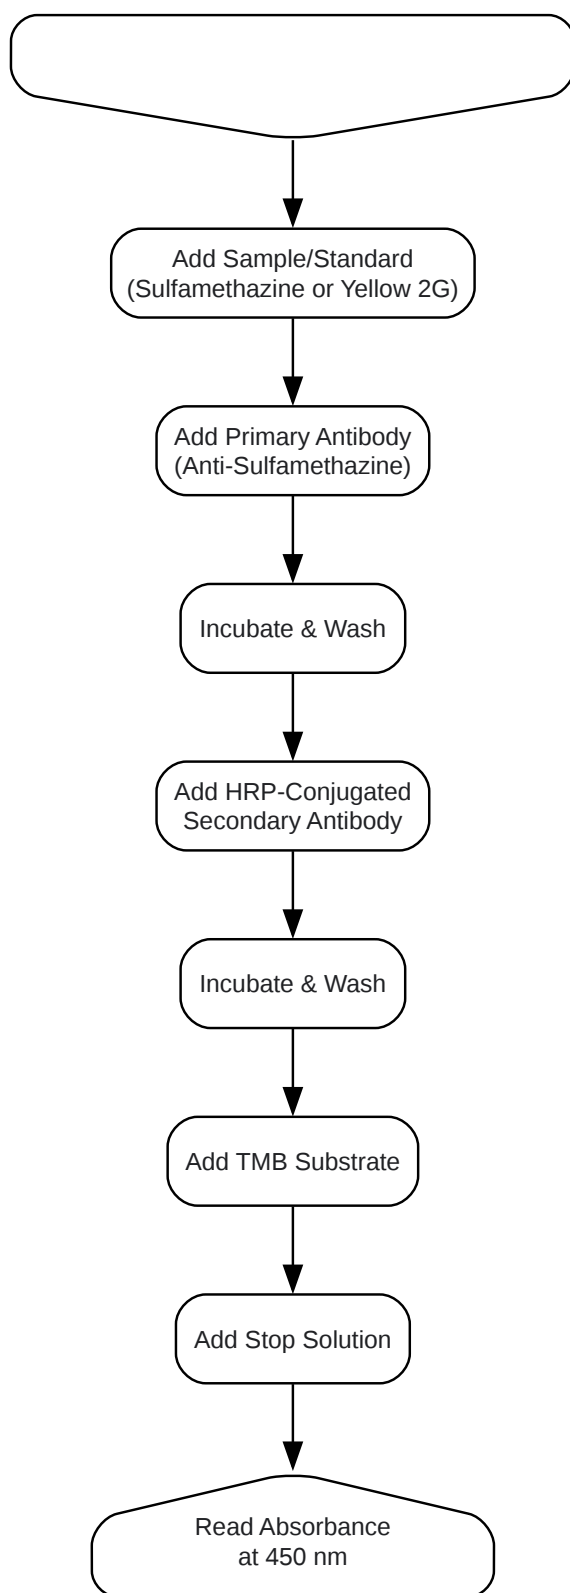 Add Sample/Standard
(Sulfamethazine or Yellow 2G)
Add Primary Antibody
(Anti-Sulfamethazine)
Incubate & Wash
Add HRP-Conjugated
Secondary Antibody
Incubate & Wash
Add TMB Substrate
Add Stop Solution
Read Absorbance
at 450 nm